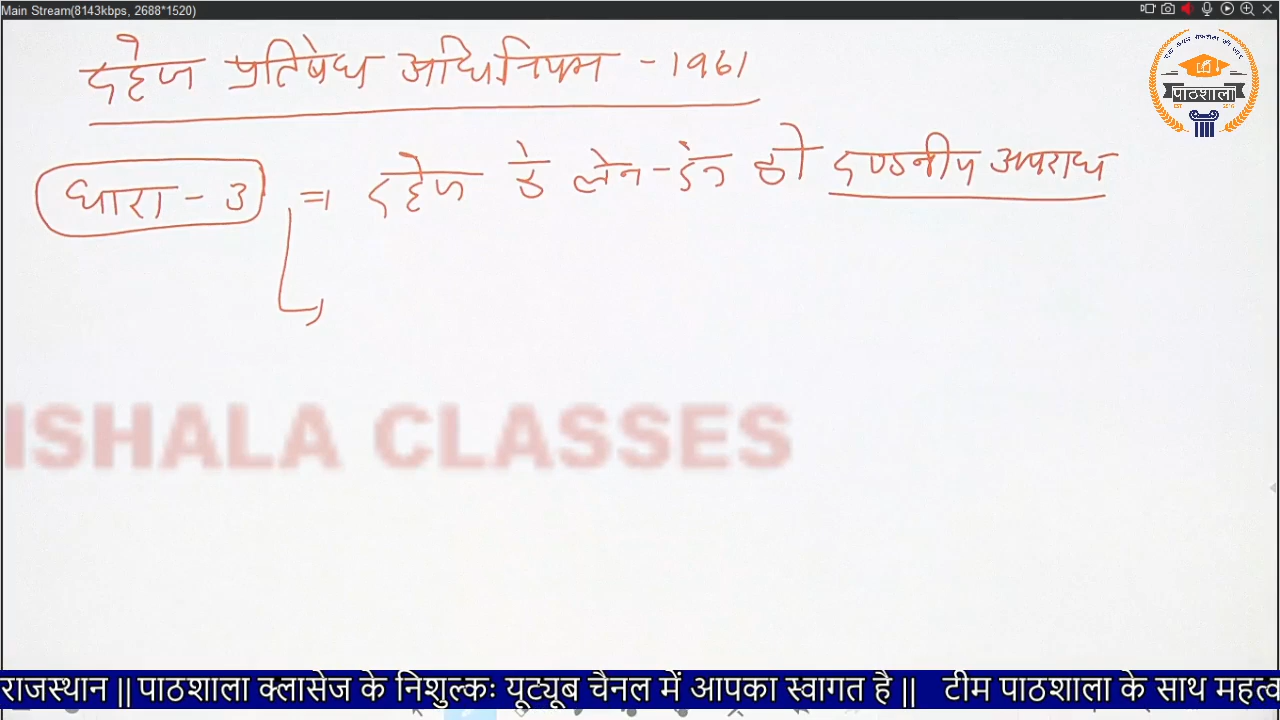 Main Stream(8143kbps, 2688*1520)
दहेज प्रतिषेध अधिनियम - 1961
धारा - 3 => दहेज के लेन-देन को दण्डनीय अपराध
पाठशाला
ISHALA CLASSES
राजस्थान || पाठशाला क्लासेज के निशुल्कः यूट्यूब चैनल में आपका स्वागत है || टीम पाठशाला के साथ महत्व